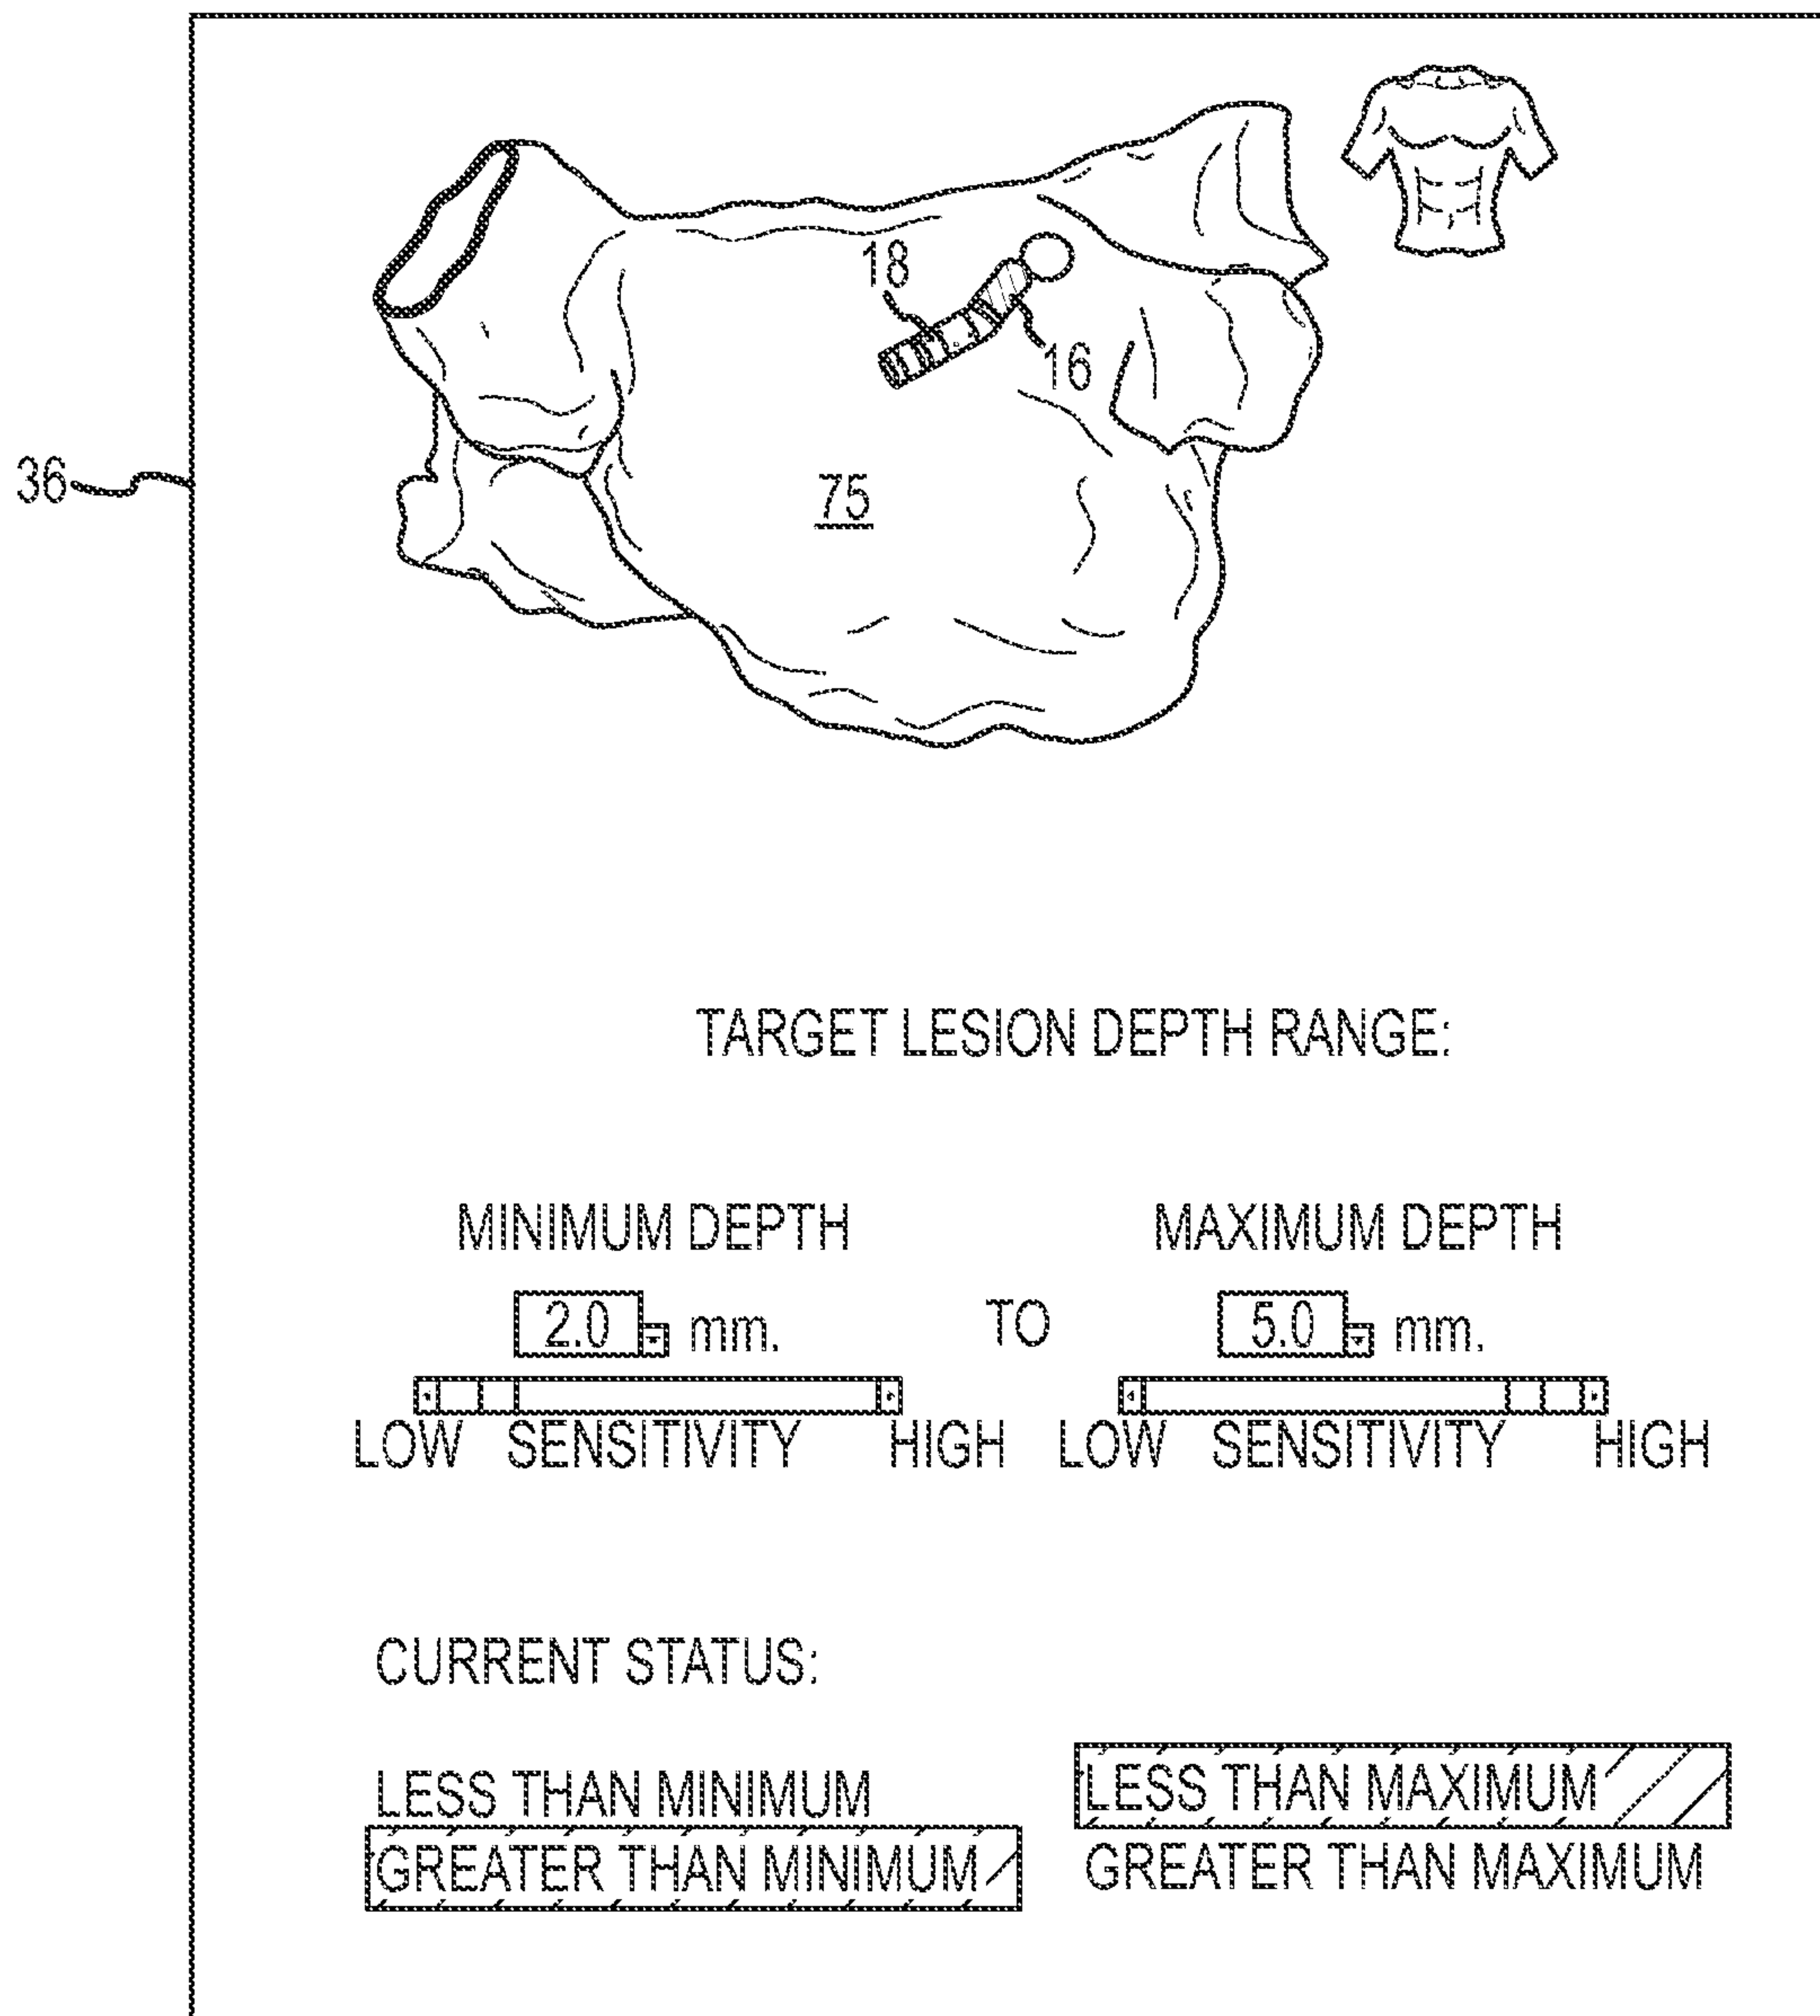 18
16
36
75
TARGET LESION DEPTH RANGE:
MINIMUM DEPTH MAXIMUM DEPTH
2.0 mm. TO 5.0 mm.
LOW SENSITIVITY HIGH LOW SENSITIVITY HIGH
CURRENT STATUS:
LESS THAN MINIMUM LESS THAN MAXIMUM
GREATER THAN MINIMUM GREATER THAN MAXIMUM